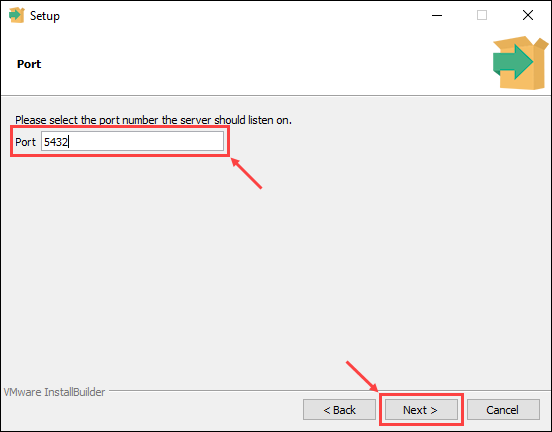 Setup
Port
Please select the port number the server should listen on.
Port 5432
VMware InstallBuilder
< Back Next > Cancel